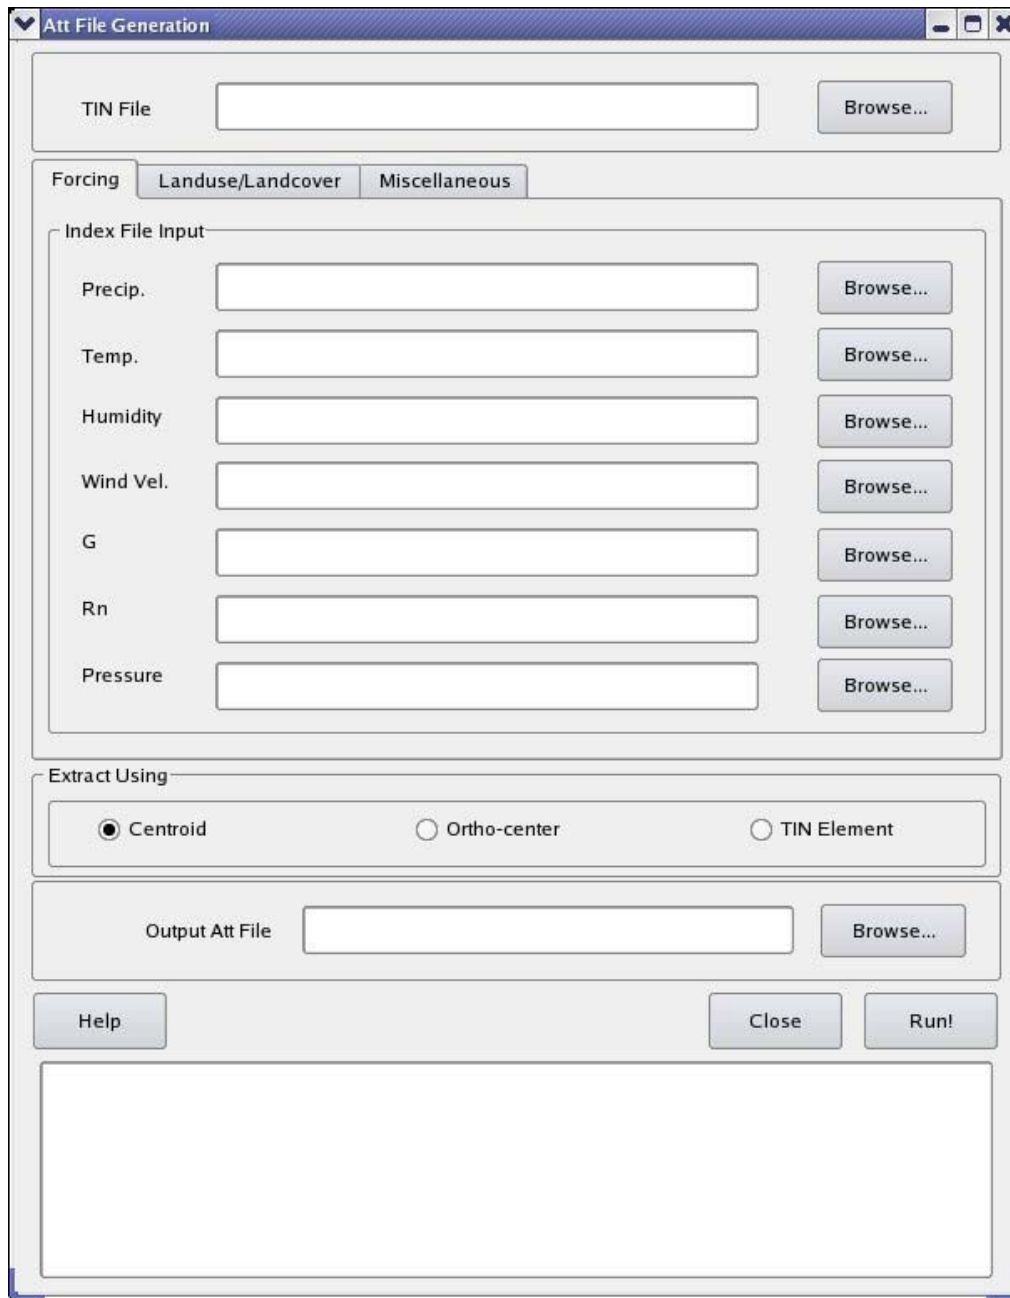 Att File Generation
TIN File Browse...
Forcing Landuse/Landcover Miscellaneous
Index File Input
Precip. Browse...
Temp. Browse...
Humidity Browse...
Wind Vel. Browse...
G Browse...
Rn Browse...
Pressure Browse...
Extract Using
Centroid Ortho-center TIN Element
Output Att File Browse...
Help Close Run!